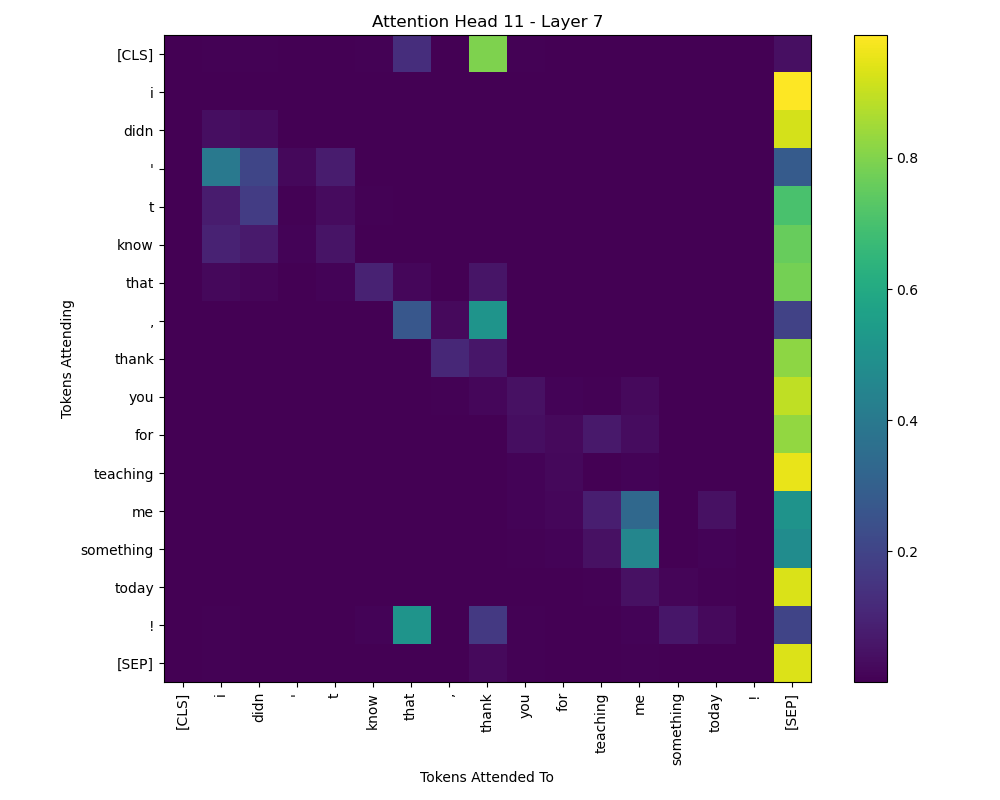 Attention Head 11 - Layer 7
Tokens Attending
[CLS]
i
didn
'
t
know
that
,
thank
you
for
teaching
me
something
today
!
[SEP]
[CLS]
i
didn
'
t
know
that
,
thank
you
for
teaching
me
something
today
!
[SEP]
Tokens Attended To
0.8
0.6
0.4
0.2